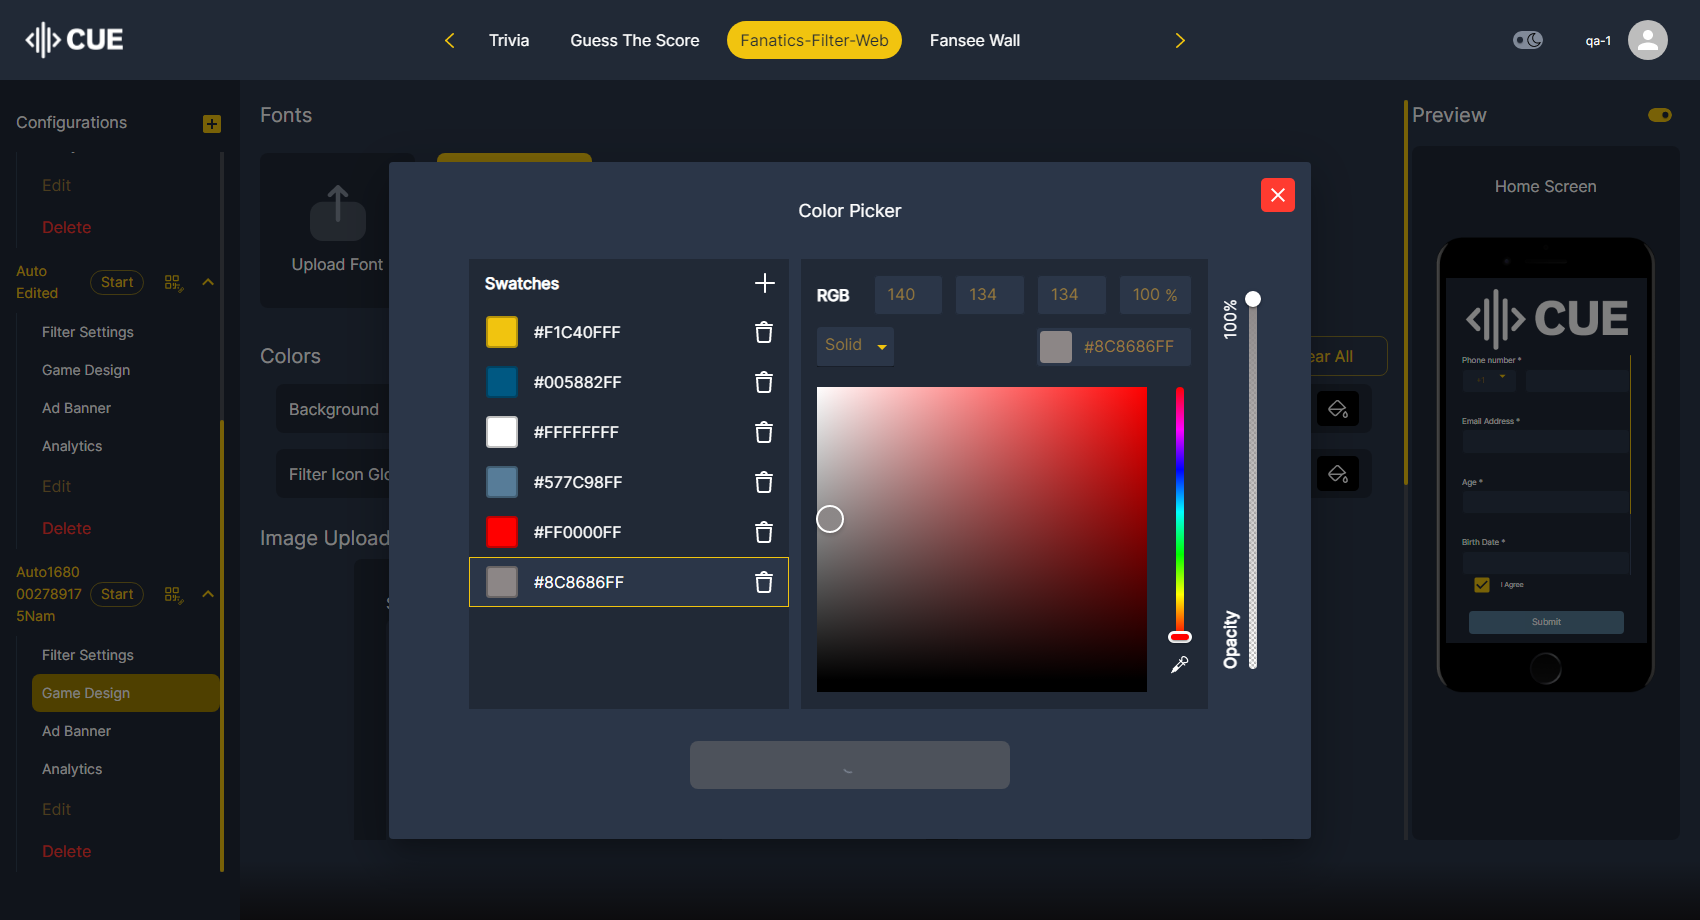 CUE
Trivia
Guess The Score
Fanatics-Filter-Web
Fansee Wall
qa-1
Configurations
Edit
Delete
Auto
Edited
Start
Filter Settings
Game Design
Ad Banner
Analytics
Edit
Delete
Auto1680
00278917
5Nam
Start
Filter Settings
Game Design
Ad Banner
Analytics
Edit
Delete
Fonts
Upload Font
Colors
Background
Filter Icon Glo
Image Upload
ear All
Color Picker
Swatches
#F1C40FFF
#005882FF
#FFFFFFFF
#577C98FF
#FF0000FF
#8C8686FF
RGB
140
134
134
100 %
Solid
#8C8686FF
100%
Opacity
Preview
Home Screen
CUE
Phone number *
+1
Email Address *
Age *
Birth Date *
I Agree
Submit